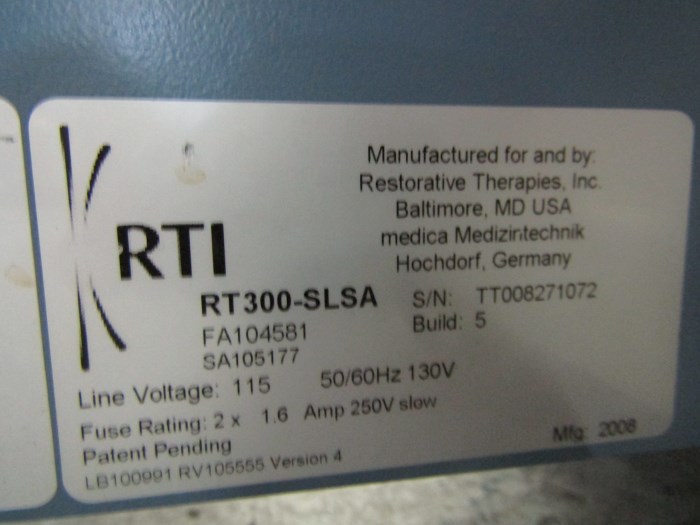 Manufactured for and by:
Restorative Therapies, Inc.
Baltimore, MD USA
medica Medizintechnik
Hochdorf, Germany
RTI
RT300-SLSA
S/N: TT008271072
FA104581
Build: 5
SA105177
Line Voltage: 115 50/60Hz 130V
Fuse Rating: 2 x 1.6 Amp 250V slow
Patent Pending
Mfg: 2008
LB100991 RV105555 Version 4